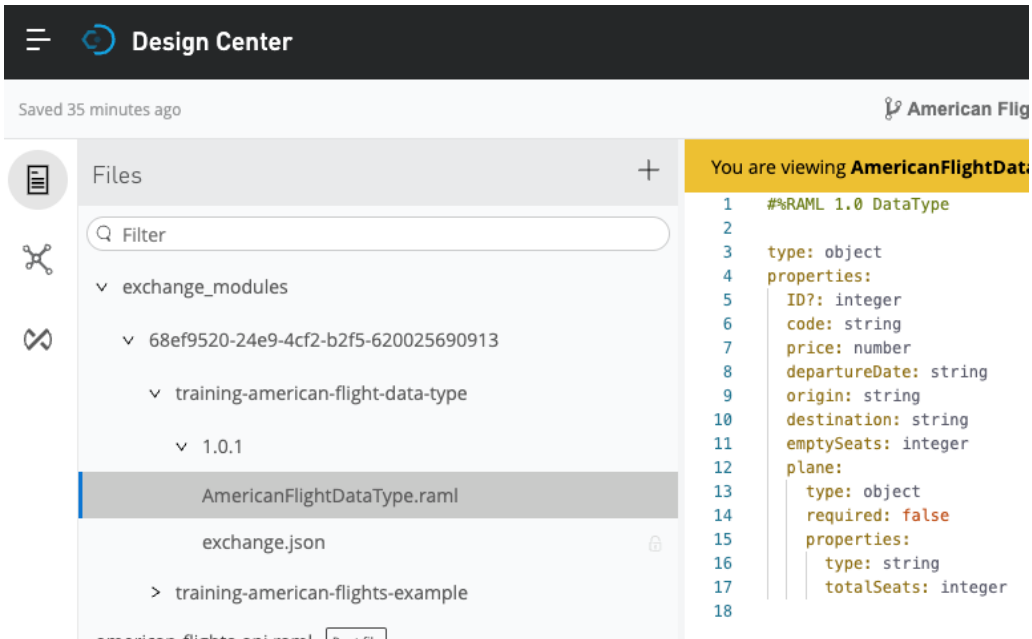 Design Center
Saved 35 minutes ago
American Flig
Files
Filter
exchange_modules
68ef9520-24e9-4cf2-b2f5-620025690913
training-american-flight-data-type
1.0.1
AmericanFlightDataType.raml
exchange.json
training-american-flights-example
american-flights-api.raml
You are viewing AmericanFlightData
1 #%RAML 1.0 DataType
2
3 type: object
4 properties:
5 ID?: integer
6 code: string
7 price: number
8 departureDate: string
9 origin: string
10 destination: string
11 emptySeats: integer
12 plane:
13 type: object
14 required: false
15 properties:
16 type: string
17 totalSeats: integer
18